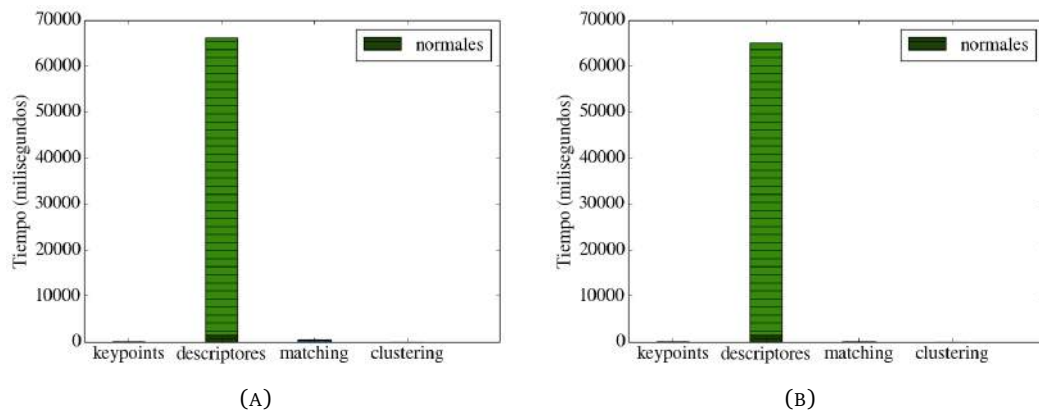 70000
60000
50000
40000
30000
20000
10000
0
Tiempo (milisegundos)
normales
keypoints descriptores matching clustering
(A)
70000
60000
50000
40000
30000
20000
10000
0
Tiempo (milisegundos)
normales
keypoints descriptores matching clustering
(B)